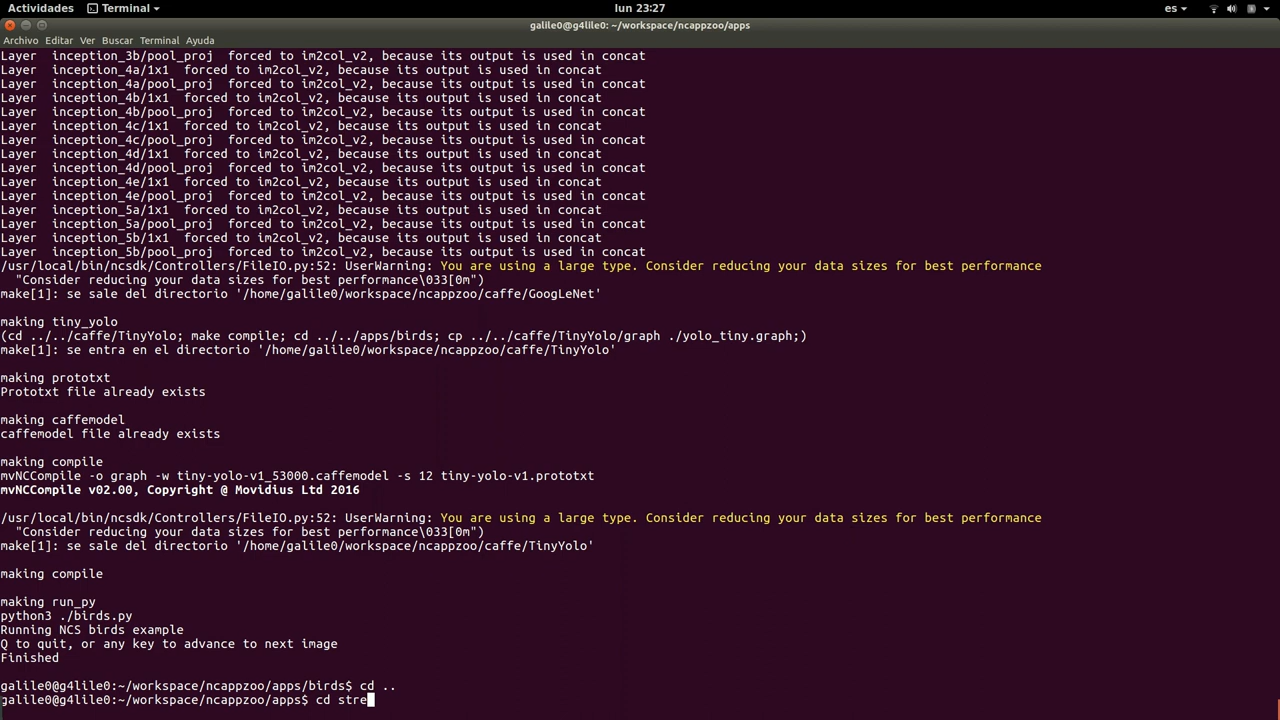 Actividades Terminal lun 23:27 es
galile0@g4lile0: ~/workspace/ncappzoo/apps
Archivo Editar Ver Buscar Terminal Ayuda
Layer  inception_3b/pool_proj  forced to im2col_v2, because its output is used in concat
Layer  inception_4a/1x1  forced to im2col_v2, because its output is used in concat
Layer  inception_4a/pool_proj  forced to im2col_v2, because its output is used in concat
Layer  inception_4b/1x1  forced to im2col_v2, because its output is used in concat
Layer  inception_4b/pool_proj  forced to im2col_v2, because its output is used in concat
Layer  inception_4c/1x1  forced to im2col_v2, because its output is used in concat
Layer  inception_4c/pool_proj  forced to im2col_v2, because its output is used in concat
Layer  inception_4d/1x1  forced to im2col_v2, because its output is used in concat
Layer  inception_4d/pool_proj  forced to im2col_v2, because its output is used in concat
Layer  inception_4e/1x1  forced to im2col_v2, because its output is used in concat
Layer  inception_4e/pool_proj  forced to im2col_v2, because its output is used in concat
Layer  inception_5a/1x1  forced to im2col_v2, because its output is used in concat
Layer  inception_5a/pool_proj  forced to im2col_v2, because its output is used in concat
Layer  inception_5b/1x1  forced to im2col_v2, because its output is used in concat
Layer  inception_5b/pool_proj  forced to im2col_v2, because its output is used in concat
/usr/local/bin/ncsdk/Controllers/FileIO.py:52: UserWarning: You are using a large type. Consider reducing your data sizes for best performance
  "Consider reducing your data sizes for best performance\033[0m")
make[1]: se sale del directorio '/home/galile0/workspace/ncappzoo/caffe/GoogLeNet'
making tiny_yolo
(cd ../../caffe/TinyYolo; make compile; cd ../../apps/birds; cp ../../caffe/TinyYolo/graph ./yolo_tiny.graph;)
make[1]: se entra en el directorio '/home/galile0/workspace/ncappzoo/caffe/TinyYolo'
making prototxt
Prototxt file already exists
making caffemodel
caffemodel file already exists
making compile
mvNCCompile -o graph -w tiny-yolo-v1_53000.caffemodel -s 12 tiny-yolo-v1.prototxt
mvNCCompile v02.00, Copyright @ Movidius Ltd 2016
/usr/local/bin/ncsdk/Controllers/FileIO.py:52: UserWarning: You are using a large type. Consider reducing your data sizes for best performance
  "Consider reducing your data sizes for best performance\033[0m")
make[1]: se sale del directorio '/home/galile0/workspace/ncappzoo/caffe/TinyYolo'
making compile
making run_py
python3 ./birds.py
Running NCS birds example
Q to quit, or any key to advance to next image
Finished
galile0@g4lile0:~/workspace/ncappzoo/apps/birds$ cd ..
galile0@g4lile0:~/workspace/ncappzoo/apps$ cd stre